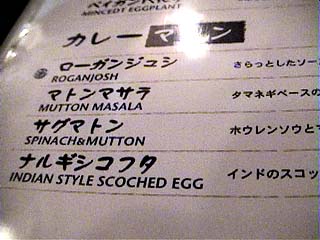 MINCEDT EGGPLANT
カレー マトン
ローガンジュシ さらっとしたソー
ROGANJOSH
マトンマサラ タマネギベースの
MUTTON MASALA
サグマトン ホウレンソウと
SPINACH&MUTTON
ナルギシコフタ インドのスコッ
INDIAN STYLE SCOCHED EGG